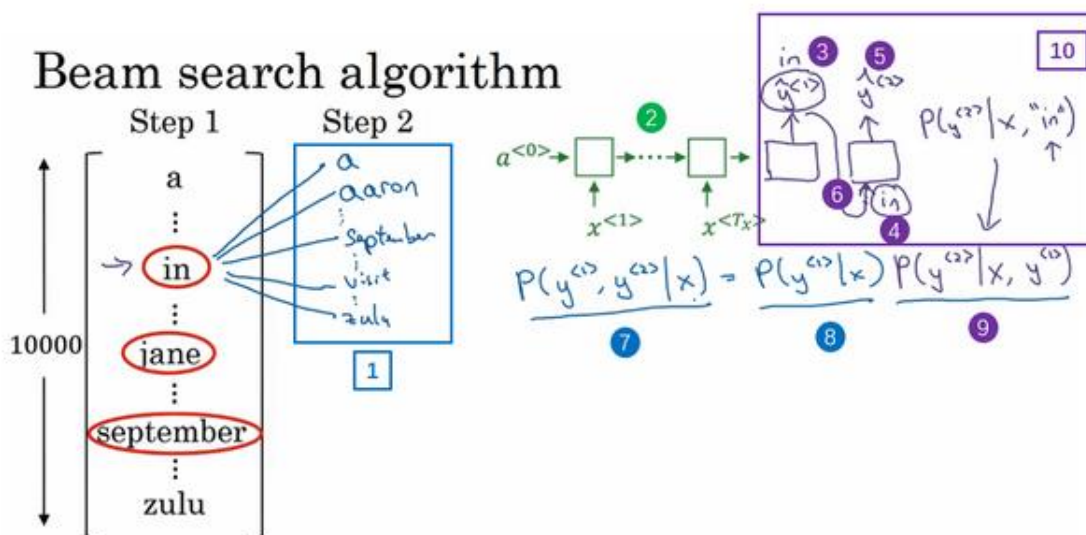 Beam search algorithm
Step 1
Step 2
10000
a
⋮
in
⋮
jane
⋮
september
⋮
zulu
a
aaron
⋮
September
⋮
visit
⋮
zulu
1
2
a^{<0>}
x^{<1>}
x^{<T_x>}
in 3 5 10
ŷ^{<1>} ŷ^{<2>}
P(y^{<2>}|x, "in")
6 in
4
P(y^{<1>}, y^{<2>}|x) = P(y^{<1>}|x) P(y^{<2>}|x, y^{<1>})
7 8 9